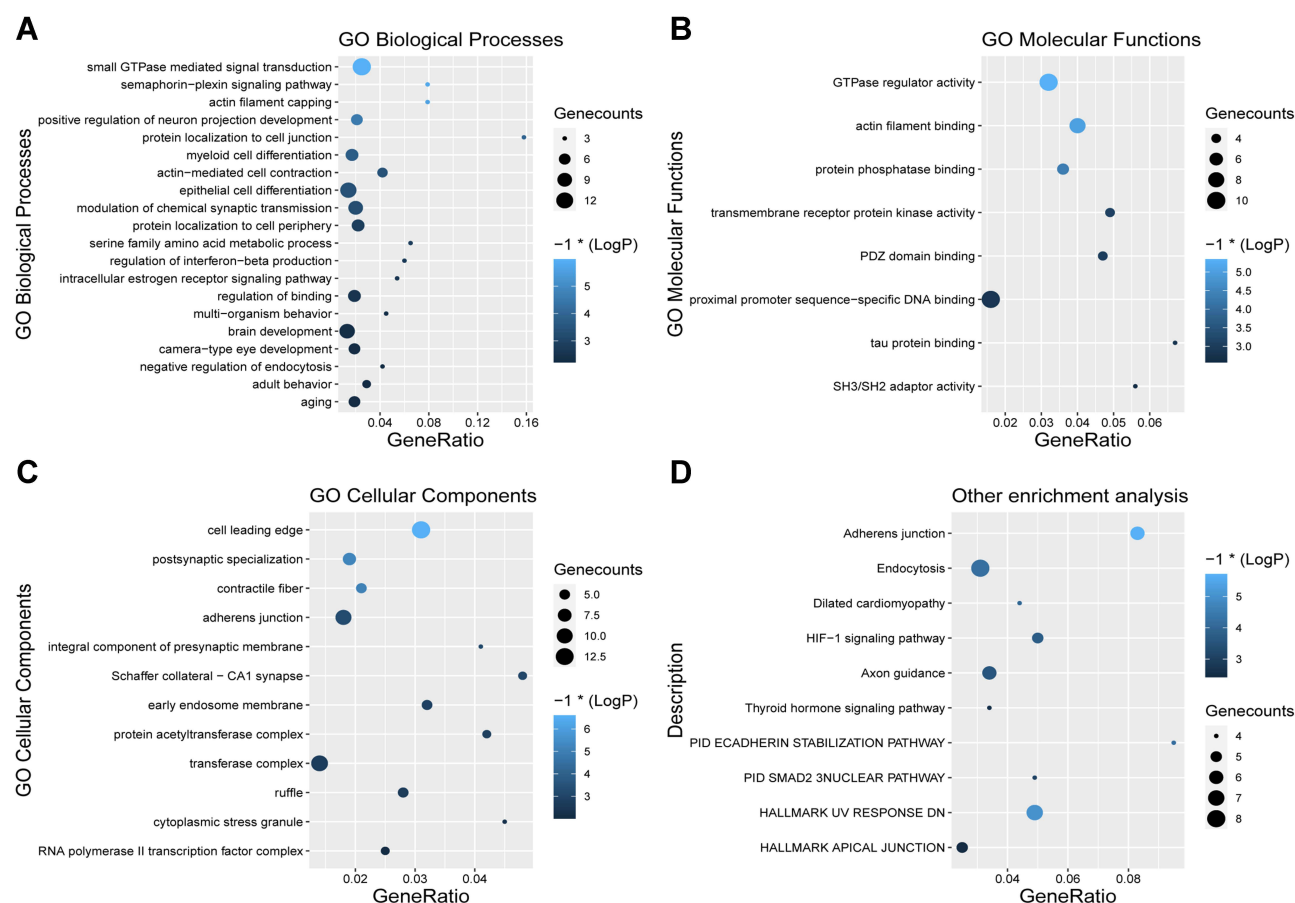 A
GO Biological Processes
GO Biological Processes
small GTPase mediated signal transduction
semaphorin−plexin signaling pathway
actin filament capping
positive regulation of neuron projection development
protein localization to cell junction
myeloid cell differentiation
actin−mediated cell contraction
epithelial cell differentiation
modulation of chemical synaptic transmission
protein localization to cell periphery
serine family amino acid metabolic process
regulation of interferon−beta production
intracellular estrogen receptor signaling pathway
regulation of binding
multi−organism behavior
brain development
camera−type eye development
negative regulation of endocytosis
adult behavior
aging
0.04 0.08 0.12 0.16
GeneRatio
Genecounts
3
6
9
12
−1 * (LogP)
5
4
3
B
GO Molecular Functions
GO Molecular Functions
GTPase regulator activity
actin filament binding
protein phosphatase binding
transmembrane receptor protein kinase activity
PDZ domain binding
proximal promoter sequence−specific DNA binding
tau protein binding
SH3/SH2 adaptor activity
0.02 0.03 0.04 0.05 0.06
GeneRatio
Genecounts
4
6
8
10
−1 * (LogP)
5.0
4.5
4.0
3.5
3.0
C
GO Cellular Components
GO Cellular Components
cell leading edge
postsynaptic specialization
contractile fiber
adherens junction
integral component of presynaptic membrane
Schaffer collateral − CA1 synapse
early endosome membrane
protein acetyltransferase complex
transferase complex
ruffle
cytoplasmic stress granule
RNA polymerase II transcription factor complex
0.02 0.03 0.04
GeneRatio
Genecounts
5.0
7.5
10.0
12.5
−1 * (LogP)
6
5
4
3
D
Other enrichment analysis
Description
Adherens junction
Endocytosis
Dilated cardiomyopathy
HIF−1 signaling pathway
Axon guidance
Thyroid hormone signaling pathway
PID ECADHERIN STABILIZATION PATHWAY
PID SMAD2 3NUCLEAR PATHWAY
HALLMARK UV RESPONSE DN
HALLMARK APICAL JUNCTION
0.04 0.06 0.08
GeneRatio
−1 * (LogP)
5
4
3
Genecounts
4
5
6
7
8